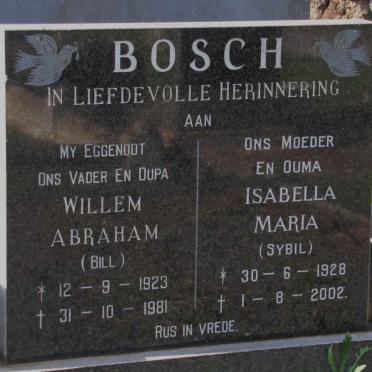 BOSCH
IN LIEFDEVOLLE HERINNERING
AAN
MY EGGENOOT
ONS VADER EN OUPA
WILLEM
ABRAHAM
(BILL)
* 12 - 9 - 1923
† 31 - 10 - 1981
ONS MOEDER
EN OUMA
ISABELLA
MARIA
(SYBIL)
* 30 - 6 - 1928
† 1 - 8 - 2002.
RUS IN VREDE.